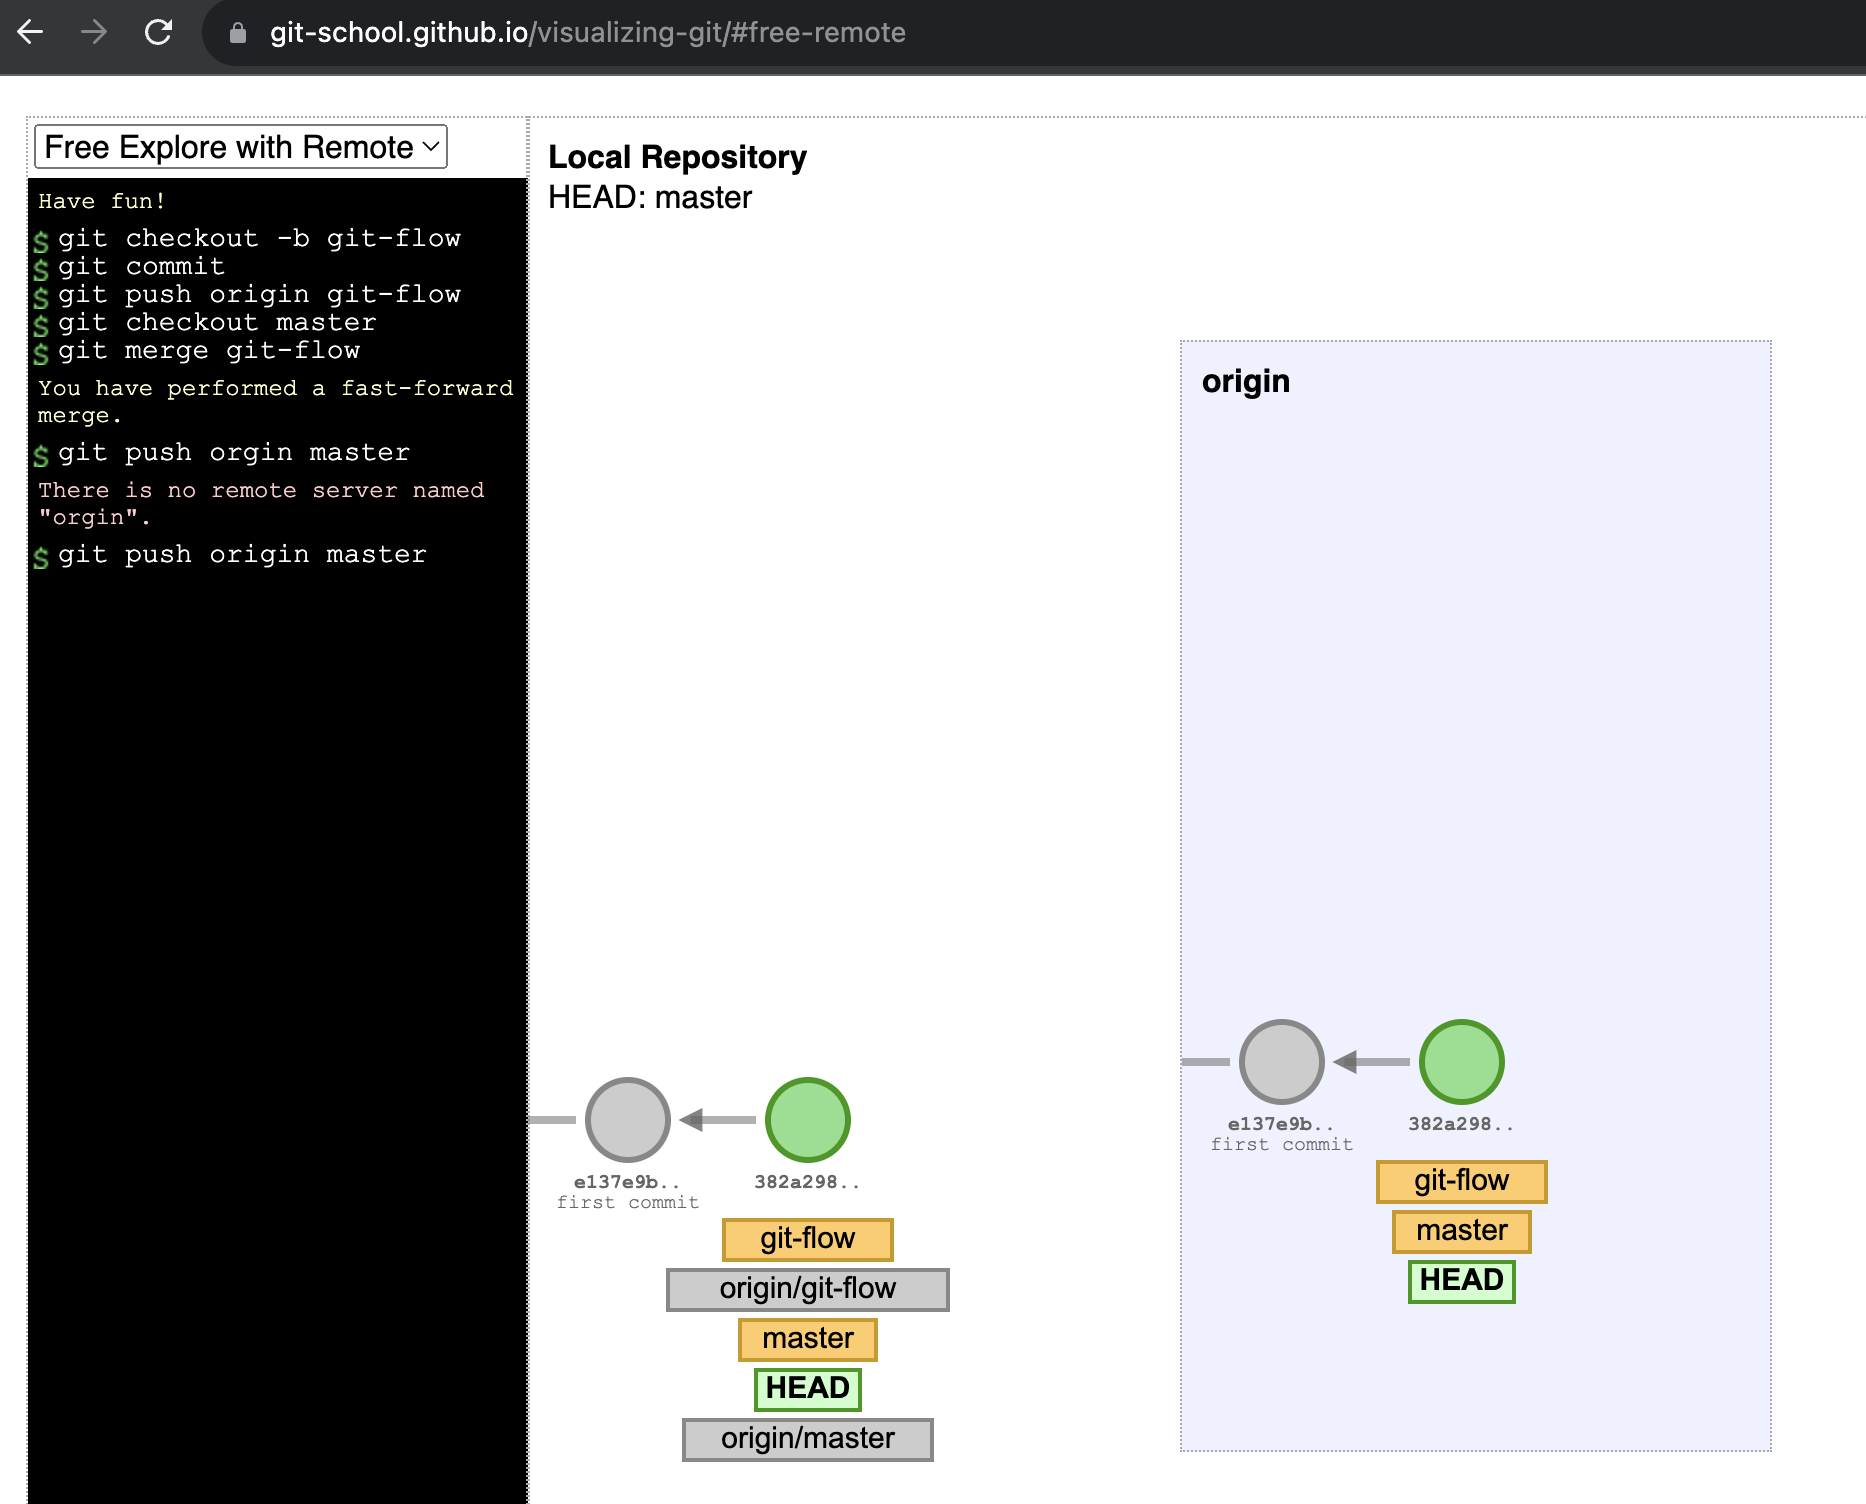 git-school.github.io/visualizing-git/#free-remote
Free Explore with Remote
Have fun!
$ git checkout -b git-flow
$ git commit
$ git push origin git-flow
$ git checkout master
$ git merge git-flow
You have performed a fast-forward
merge.
$ git push orgin master
There is no remote server named
"orgin".
$ git push origin master
Local Repository
HEAD: master
e137e9b..
first commit
382a298..
git-flow
origin/git-flow
master
HEAD
origin/master
origin
e137e9b..
first commit
382a298..
git-flow
master
HEAD